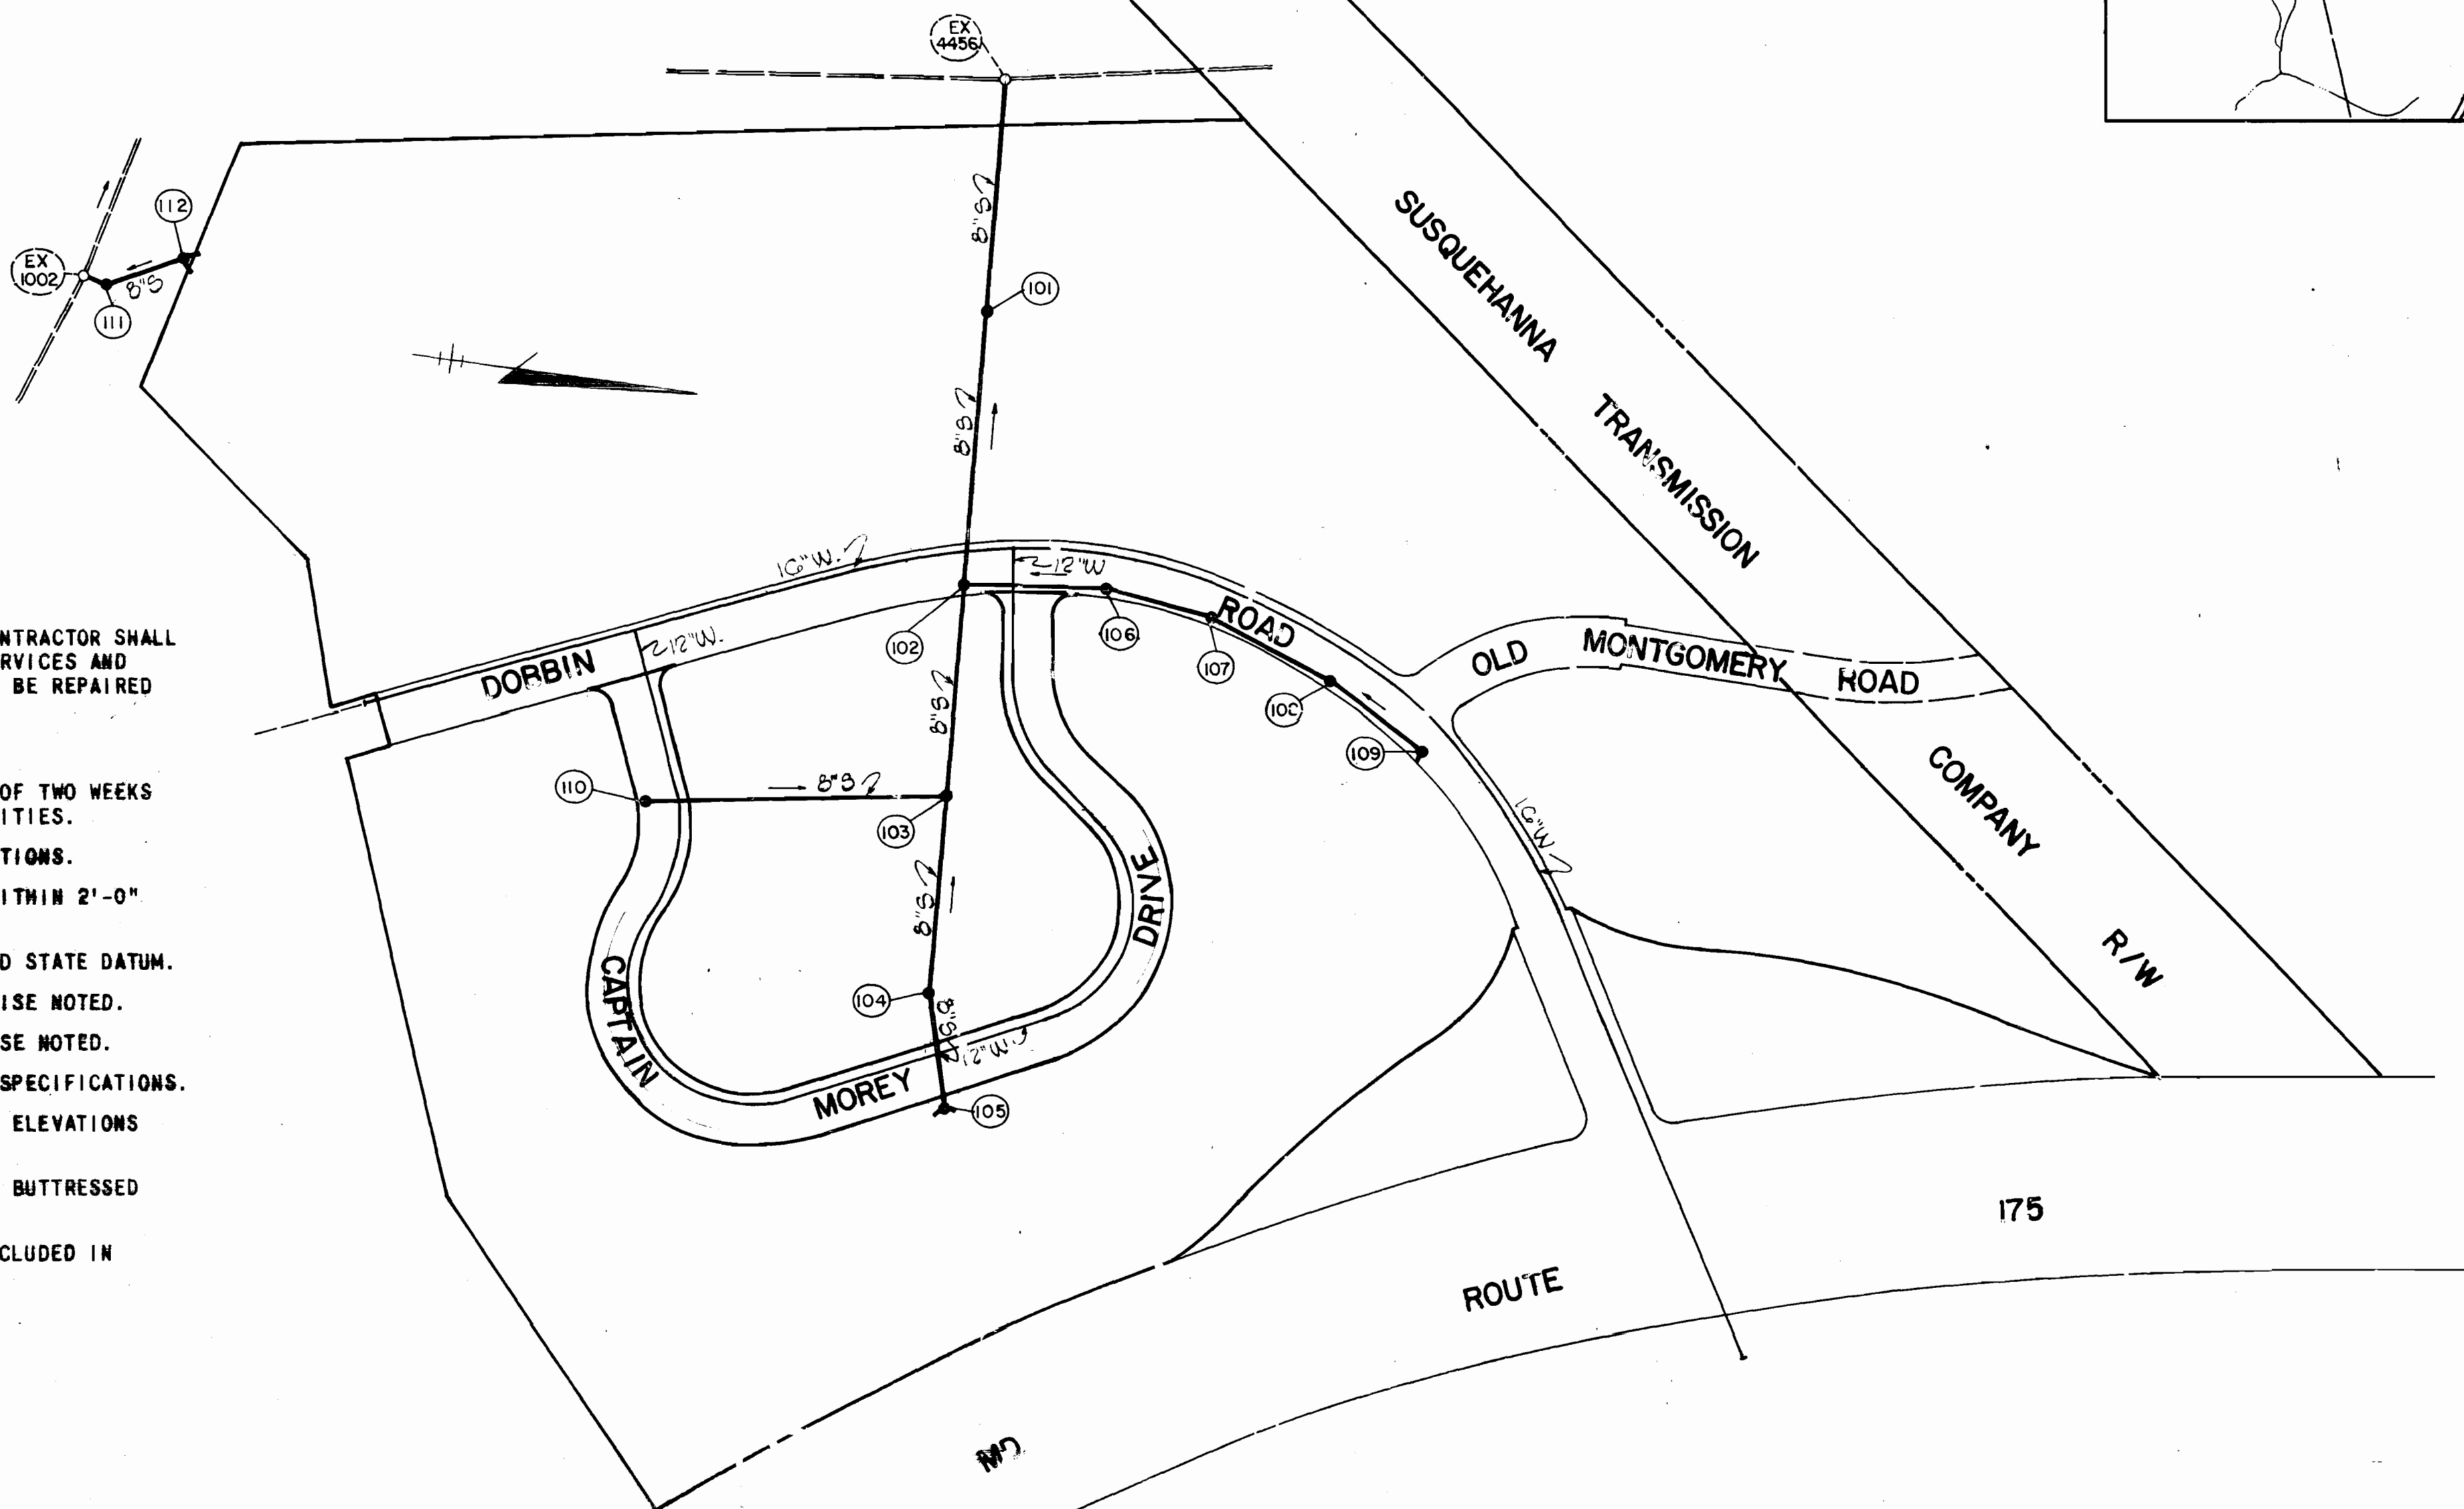 EX
4456
EX
1002
112
111
101
8"S
8"S
8"S
SUSQUEHANNA TRANSMISSION COMPANY R/W
16"W.
12"W
12"W.
DORBIN ROAD
OLD MONTGOMERY ROAD
102
106
107
109
110
103
104
105
8"S
8"S
8"S
8"S
12"W.
16"W.
CAPTAIN MOREY DRIVE
NTRACTOR SHALL
RVICES AND
BE REPAIRED
OF TWO WEEKS
ITIES.
TIONS.
ITHIN 2'-0"
D STATE DATUM.
ISE NOTED.
SE NOTED.
SPECIFICATIONS.
ELEVATIONS
BUTTRESSED
CLUDED IN
MD ROUTE 175